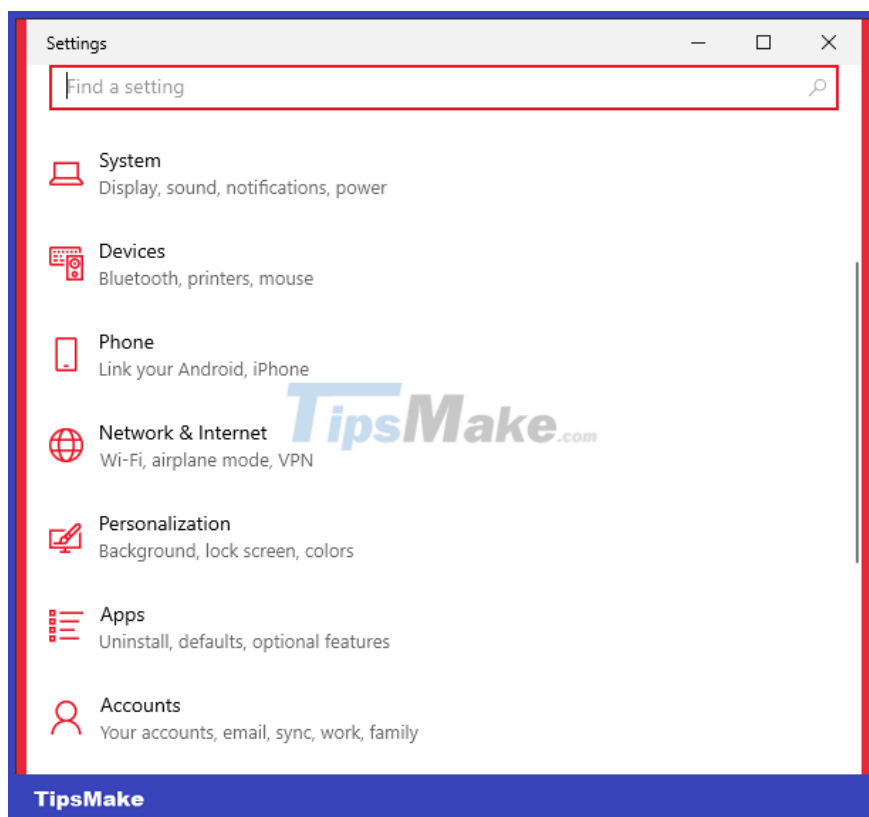 Settings
Find a setting
System
Display, sound, notifications, power
Devices
Bluetooth, printers, mouse
Phone
Link your Android, iPhone
TipsMake.com
Network & Internet
Wi-Fi, airplane mode, VPN
Personalization
Background, lock screen, colors
Apps
Uninstall, defaults, optional features
Accounts
Your accounts, email, sync, work, family
TipsMake